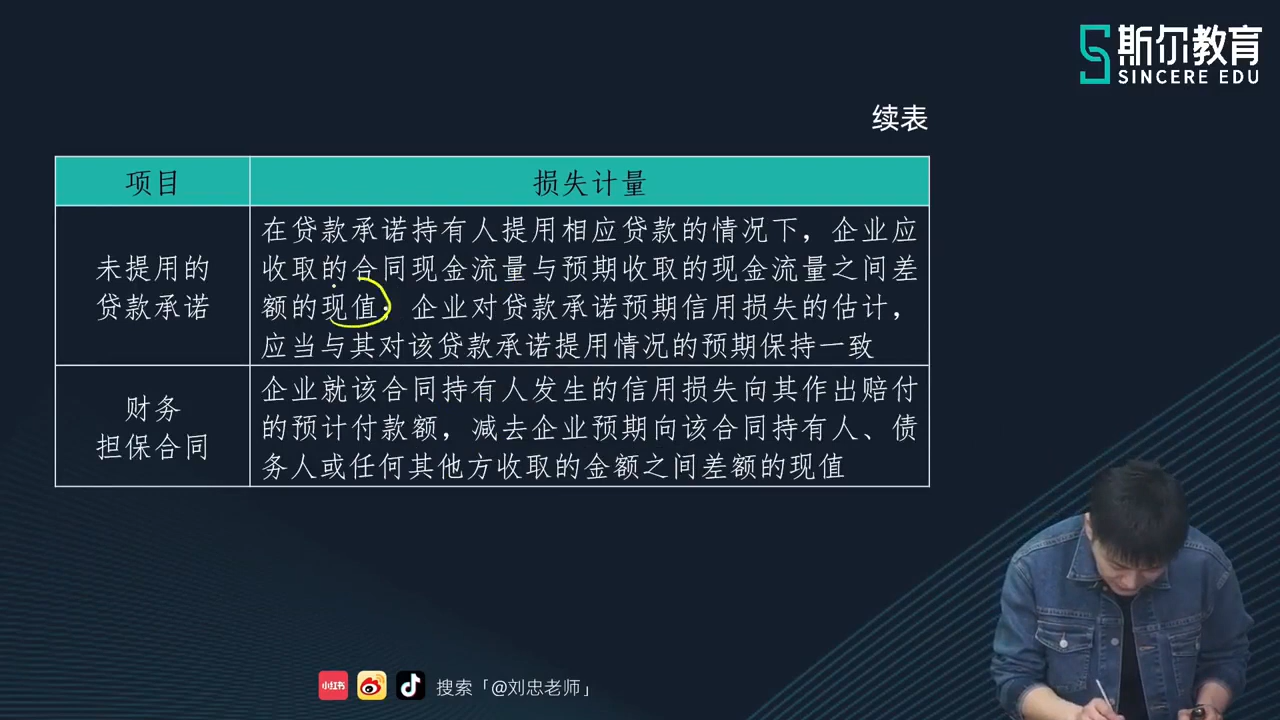 斯尔教育
SINCERE EDU
续表
项目
损失计量
未提用的
贷款承诺
在贷款承诺持有人提用相应贷款的情况下，企业应
收取的合同现金流量与预期收取的现金流量之间差
额的现值；企业对贷款承诺预期信用损失的估计，
应当与其对该贷款承诺提用情况的预期保持一致
财务
担保合同
企业就该合同持有人发生的信用损失向其作出赔付
的预计付款额，减去企业预期向该合同持有人、债
务人或任何其他方收取的金额之间差额的现值
小红书
搜索「@刘忠老师」